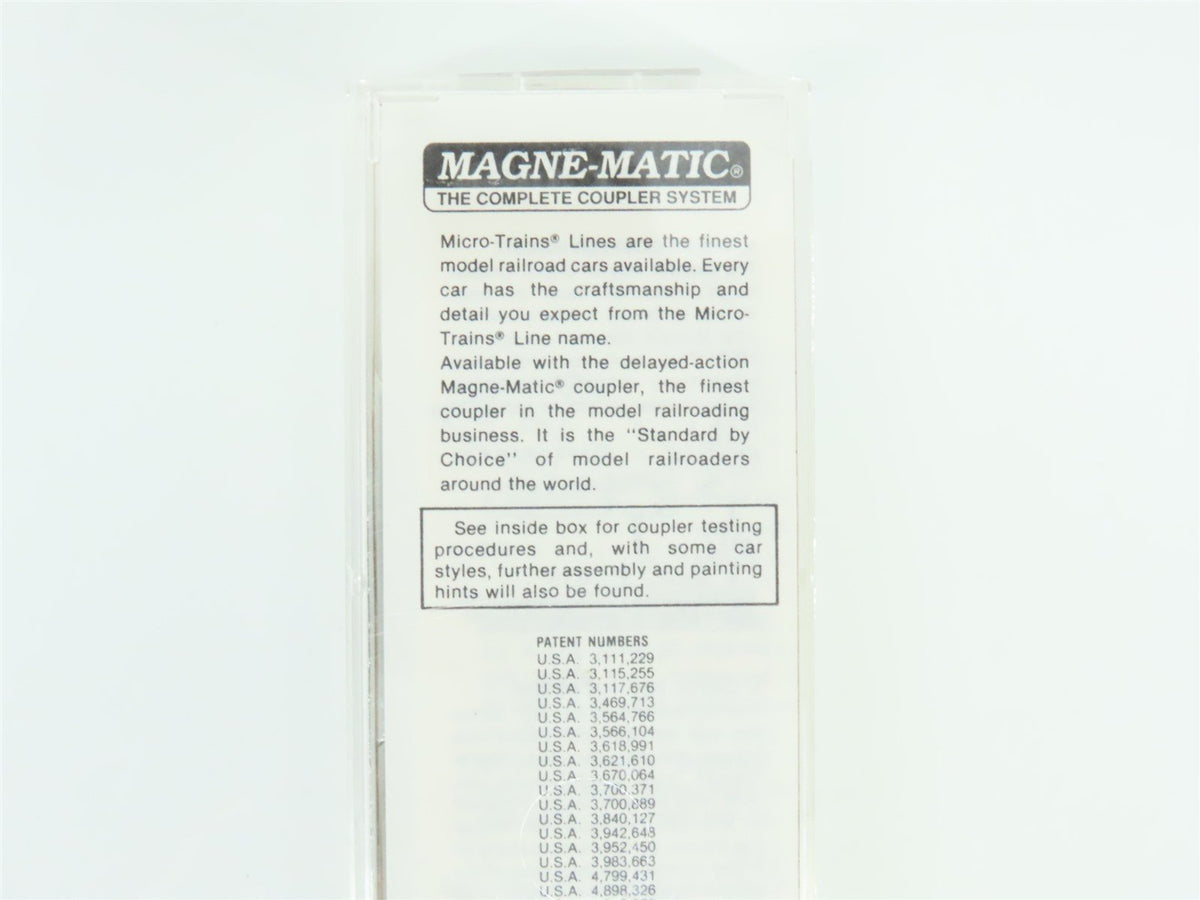 MAGNE-MATIC®
THE COMPLETE COUPLER SYSTEM
Micro-Trains® Lines are the finest
model railroad cars available. Every
car has the craftsmanship and
detail you expect from the Micro-
Trains® Line name.
Available with the delayed-action
Magne-Matic® coupler, the finest
coupler in the model railroading
business. It is the "Standard by
Choice" of model railroaders
around the world.
See inside box for coupler testing
procedures and, with some car
styles, further assembly and painting
hints will also be found.
PATENT NUMBERS
U.S.A. 3,111,229
U.S.A. 3,115,255
U.S.A. 3,117,676
U.S.A. 3,469,713
U.S.A. 3,564,766
U.S.A. 3,566,104
U.S.A. 3,618,991
U.S.A. 3,621,610
U.S.A. 3,670,064
U.S.A. 3,700,371
U.S.A. 3,700,889
U.S.A. 3,840,127
U.S.A. 3,942,648
U.S.A. 3,952,450
U.S.A. 3,983,663
U.S.A. 4,799,431
U.S.A. 4,898,326